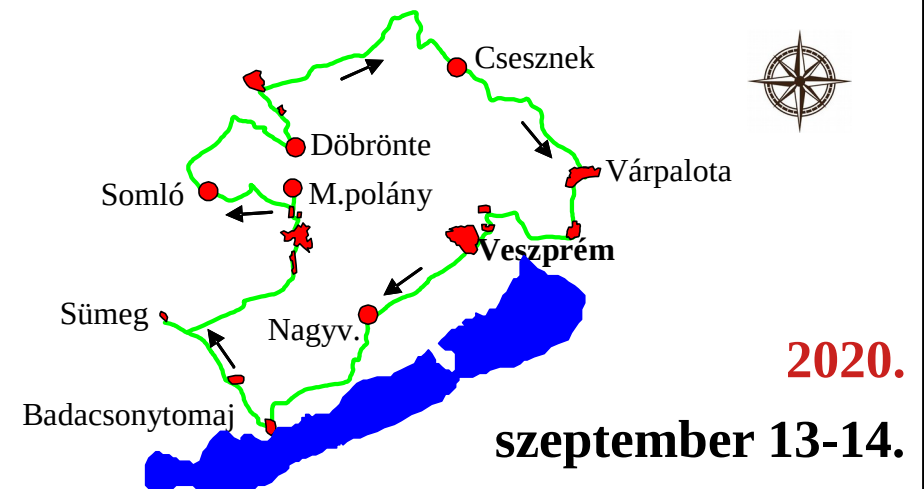 Csesznek
Döbrönte
Várpalota
Somló
M.polány
Veszprém
Sümeg
Nagyv.
2020.
Badacsonytomaj
szeptember 13-14.